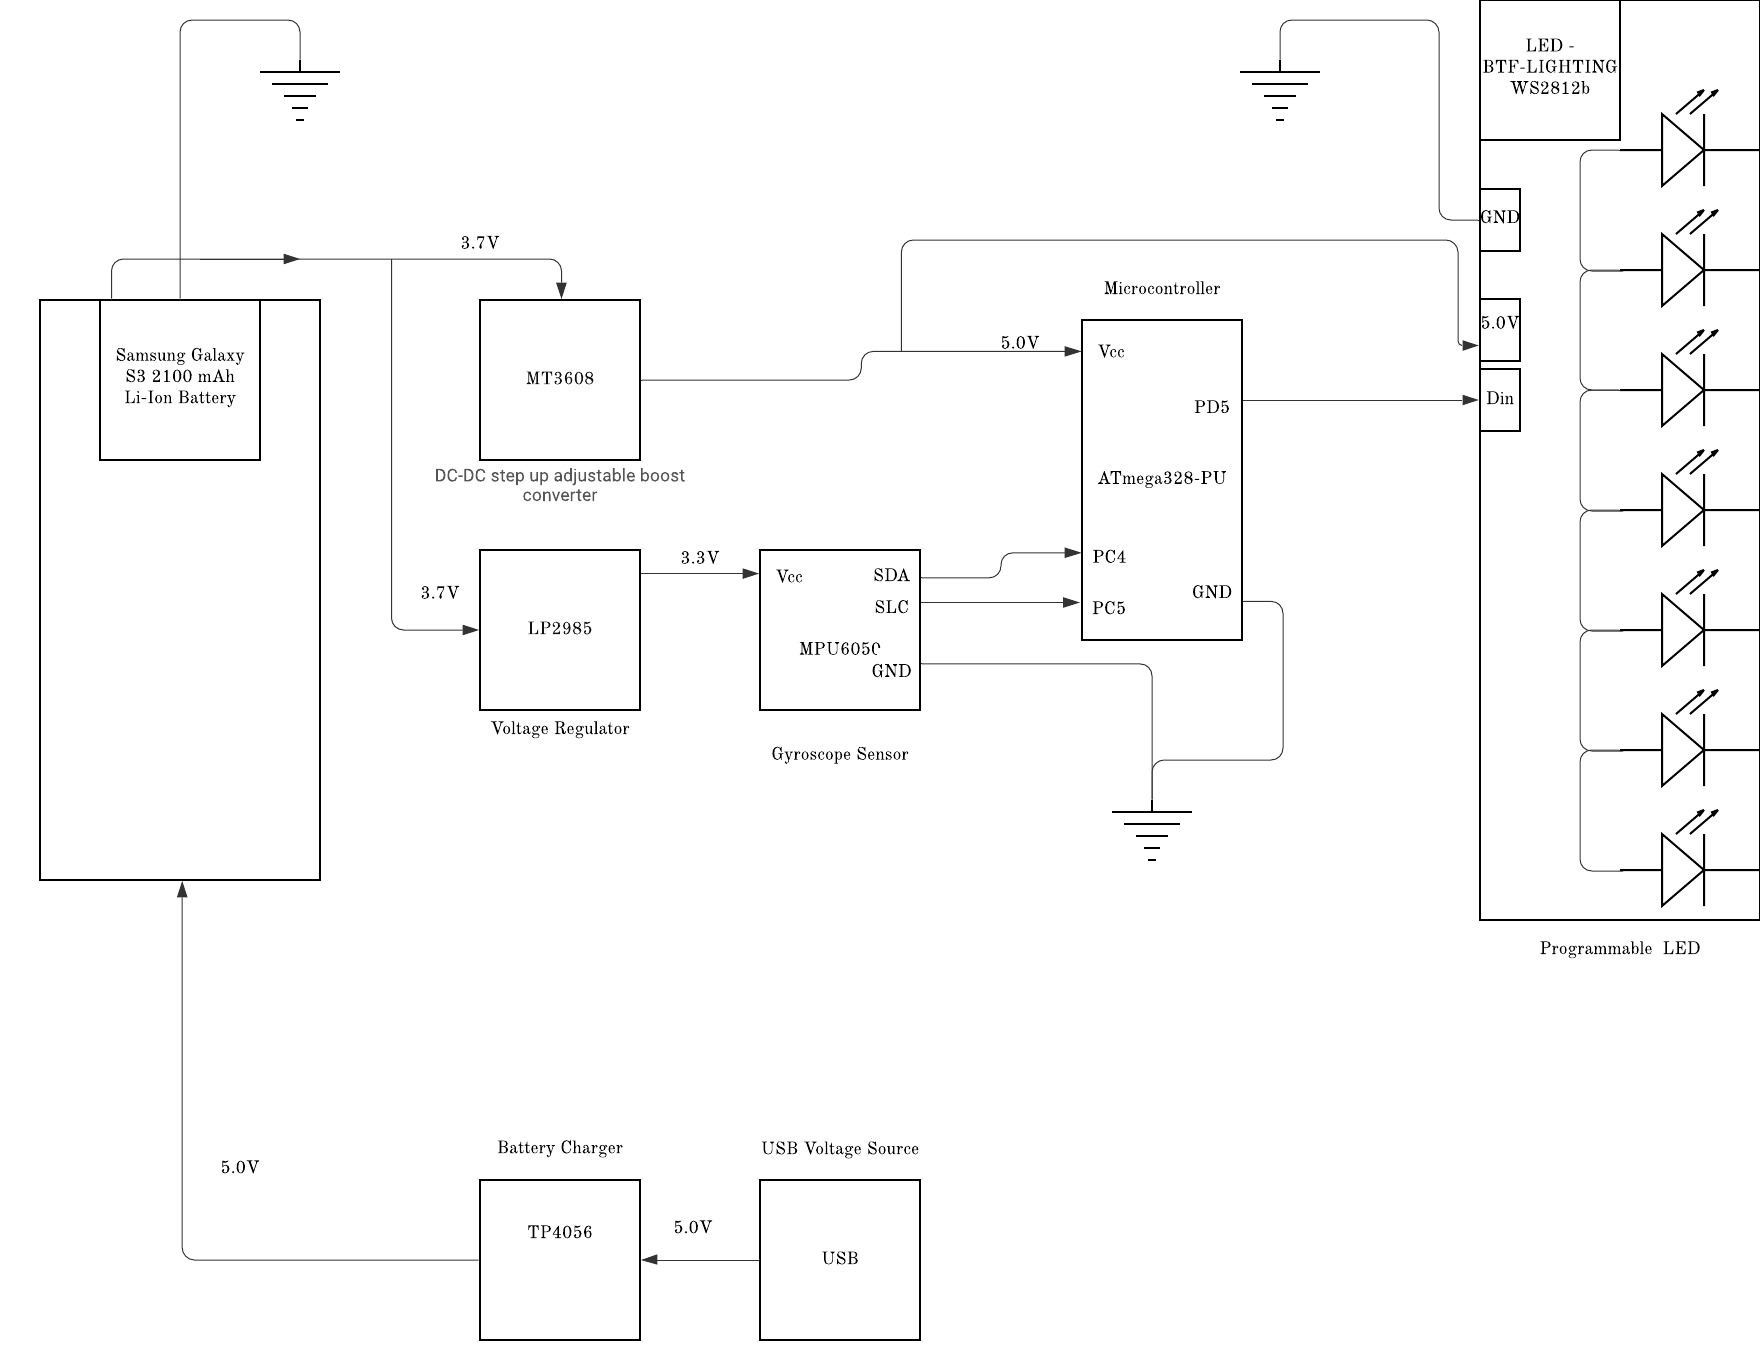 LED -
BTF-LIGHTING
WS2812b
GND
3.7V
Microcontroller
5.0V
5.0V
Vcc
Samsung Galaxy
S3 2100 mAh
Li-Ion Battery
MT3608
PD5
Din
DC-DC step up adjustable boost
converter
ATmega328-PU
3.3V
PC4
Vcc
SDA
3.7V
GND
SLC
PC5
LP2985
MPU6050
GND
Voltage Regulator
Gyroscope Sensor
Programmable LED
Battery Charger
USB Voltage Source
5.0V
5.0V
TP4056
USB